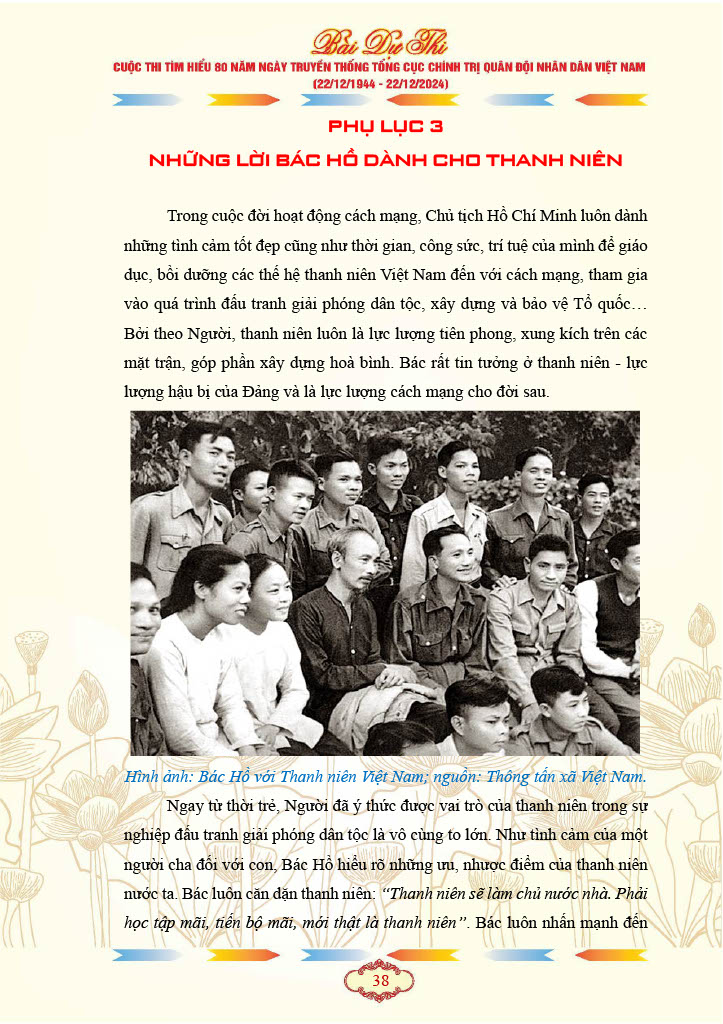 Bài Dự Thi
CUỘC THI TÌM HIỂU 80 NĂM NGÀY TRUYỀN THỐNG TỔNG CỤC CHÍNH TRỊ QUÂN ĐỘI NHÂN DÂN VIỆT NAM
(22/12/1944 - 22/12/2024)
PHỤ LỤC 3
NHỮNG LỜI BÁC HỒ DÀNH CHO THANH NIÊN
Trong cuộc đời hoạt động cách mạng, Chủ tịch Hồ Chí Minh luôn dành
những tình cảm tốt đẹp cũng như thời gian, công sức, trí tuệ của mình để giáo
dục, bồi dưỡng các thế hệ thanh niên Việt Nam đến với cách mạng, tham gia
vào quá trình đấu tranh giải phóng dân tộc, xây dựng và bảo vệ Tổ quốc…
Bởi theo Người, thanh niên luôn là lực lượng tiên phong, xung kích trên các
mặt trận, góp phần xây dựng hoà bình. Bác rất tin tưởng ở thanh niên - lực
lượng hậu bị của Đảng và là lực lượng cách mạng cho đời sau.
Hình ảnh: Bác Hồ với Thanh niên Việt Nam; nguồn: Thông tấn xã Việt Nam.
Ngay từ thời trẻ, Người đã ý thức được vai trò của thanh niên trong sự
nghiệp đấu tranh giải phóng dân tộc là vô cùng to lớn. Như tình cảm của một
người cha đối với con, Bác Hồ hiểu rõ những ưu, nhược điểm của thanh niên
nước ta. Bác luôn căn dặn thanh niên: “Thanh niên sẽ làm chủ nước nhà. Phải
học tập mãi, tiến bộ mãi, mới thật là thanh niên”. Bác luôn nhấn mạnh đến
38